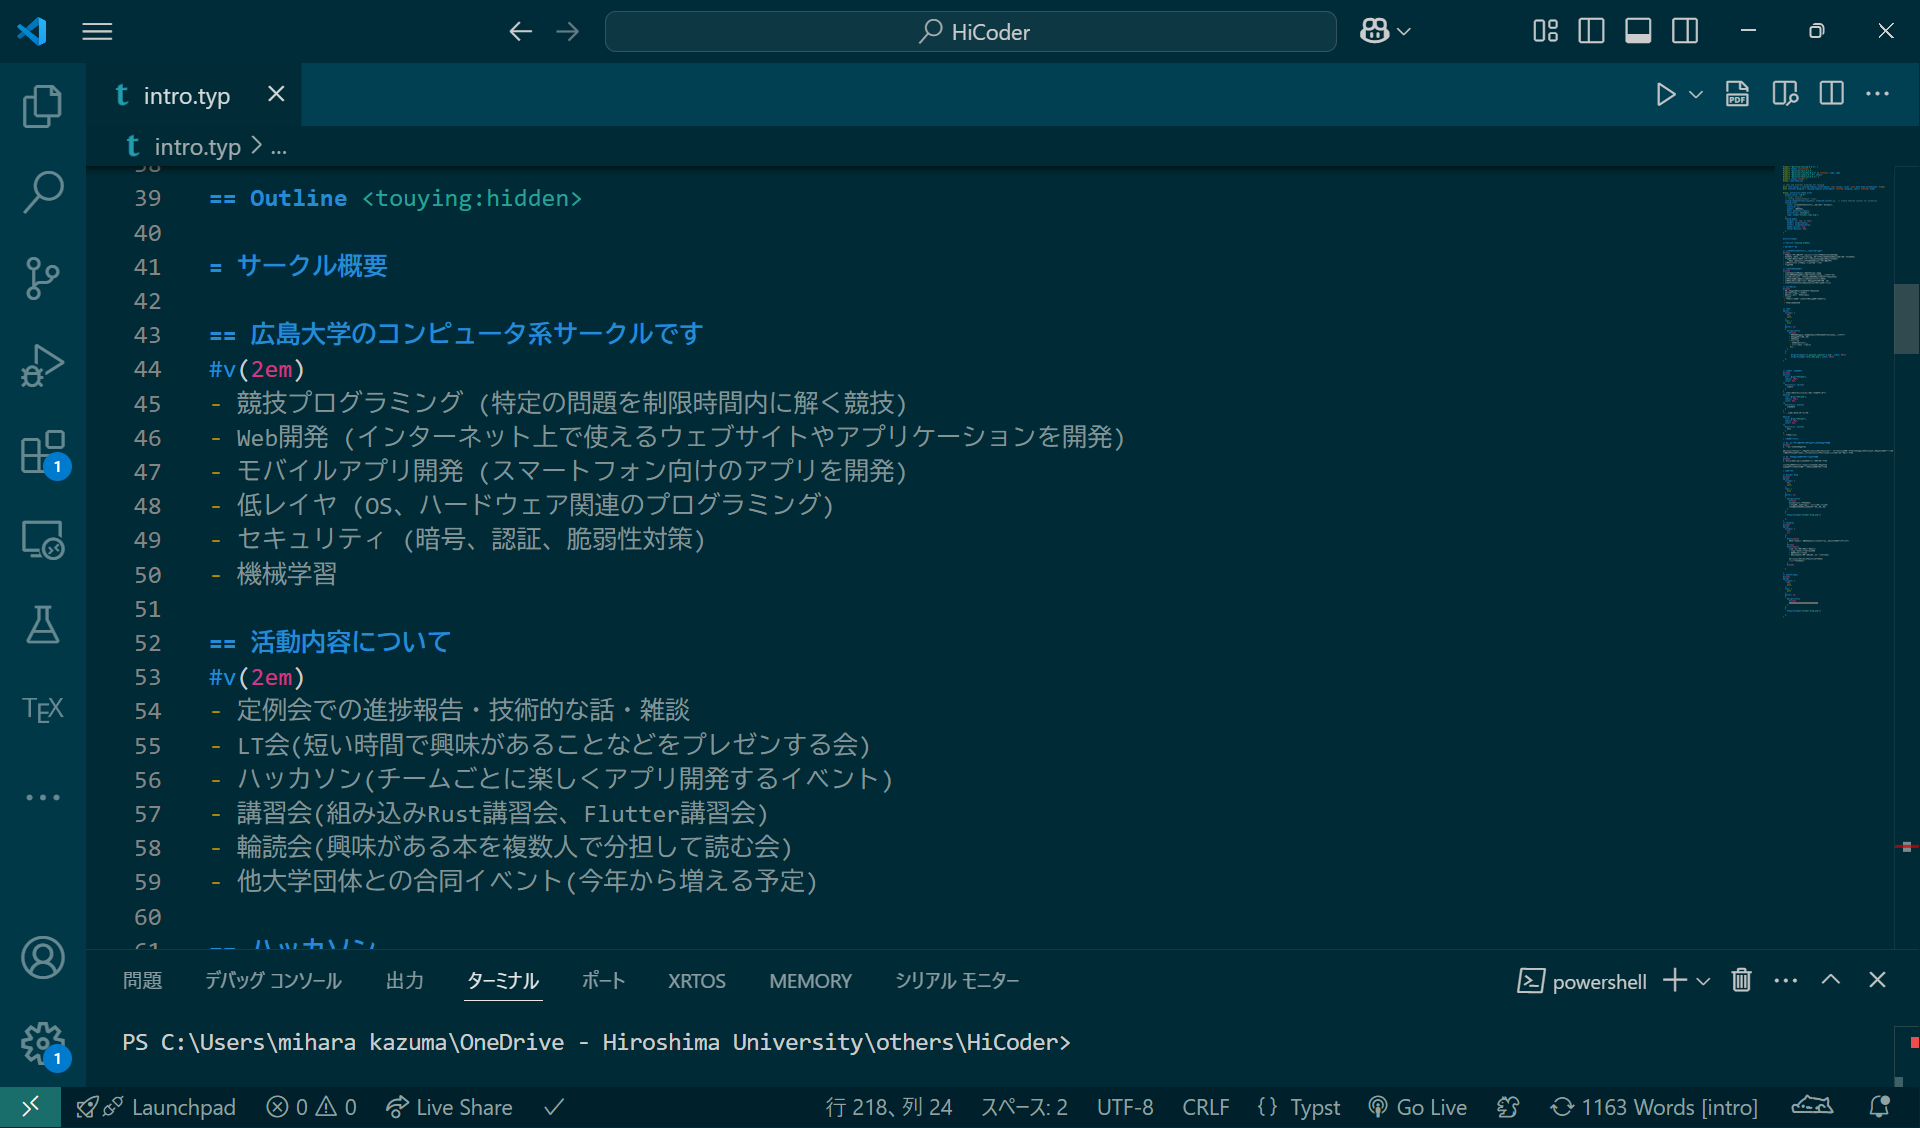 HiCoder
intro.typ
PDF
intro.typ > ...
38
39 == Outline <touying:hidden>
40
41 = サークル概要
42
43 == 広島大学のコンピュータ系サークルです
44 #v(2em)
45 - 競技プログラミング (特定の問題を制限時間内に解く競技)
46 - Web開発 (インターネット上で使えるウェブサイトやアプリケーションを開発)
47 - モバイルアプリ開発 (スマートフォン向けのアプリを開発)
48 - 低レイヤ (OS、ハードウェア関連のプログラミング)
49 - セキュリティ (暗号、認証、脆弱性対策)
50 - 機械学習
51
52 == 活動内容について
53 #v(2em)
54 - 定例会での進捗報告・技術的な話・雑談
55 - LT会(短い時間で興味があることなどをプレゼンする会)
56 - ハッカソン(チームごとに楽しくアプリ開発するイベント)
57 - 講習会(組み込みRust講習会、Flutter講習会)
58 - 輪読会(興味がある本を複数人で分担して読む会)
59 - 他大学団体との合同イベント(今年から増える予定)
60
61 == ハッカソン
1
TEX
1
問題 デバッグ コンソール 出力 ターミナル ポート XRTOS MEMORY シリアル モニター powershell
PS C:\Users\mihara kazuma\OneDrive - Hiroshima University\others\HiCoder>
Launchpad 0 0 Live Share 行 218、列 24 スペース: 2 UTF-8 CRLF {} Typst Go Live 1163 Words [intro]